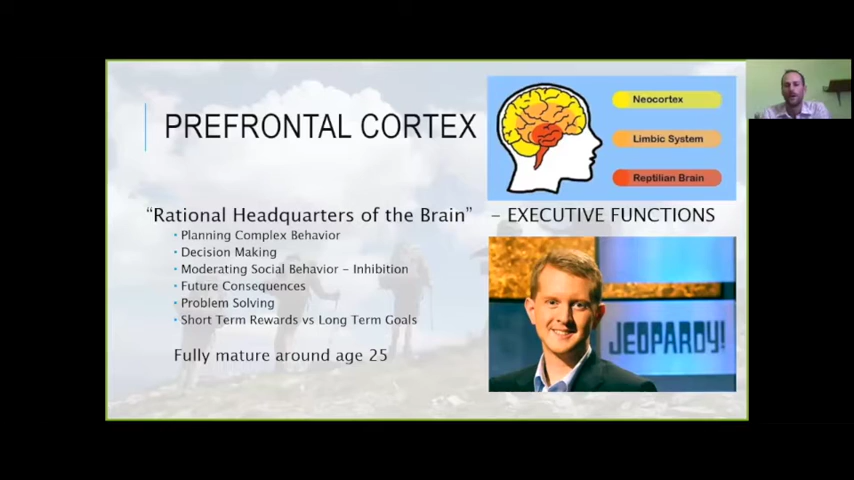 PREFRONTAL CORTEX
Neocortex
Limbic System
Reptilian Brain
“Rational Headquarters of the Brain” – EXECUTIVE FUNCTIONS
• Planning Complex Behavior
• Decision Making
• Moderating Social Behavior – Inhibition
• Future Consequences
• Problem Solving
• Short Term Rewards vs Long Term Goals
JEOPARDY!
Fully mature around age 25